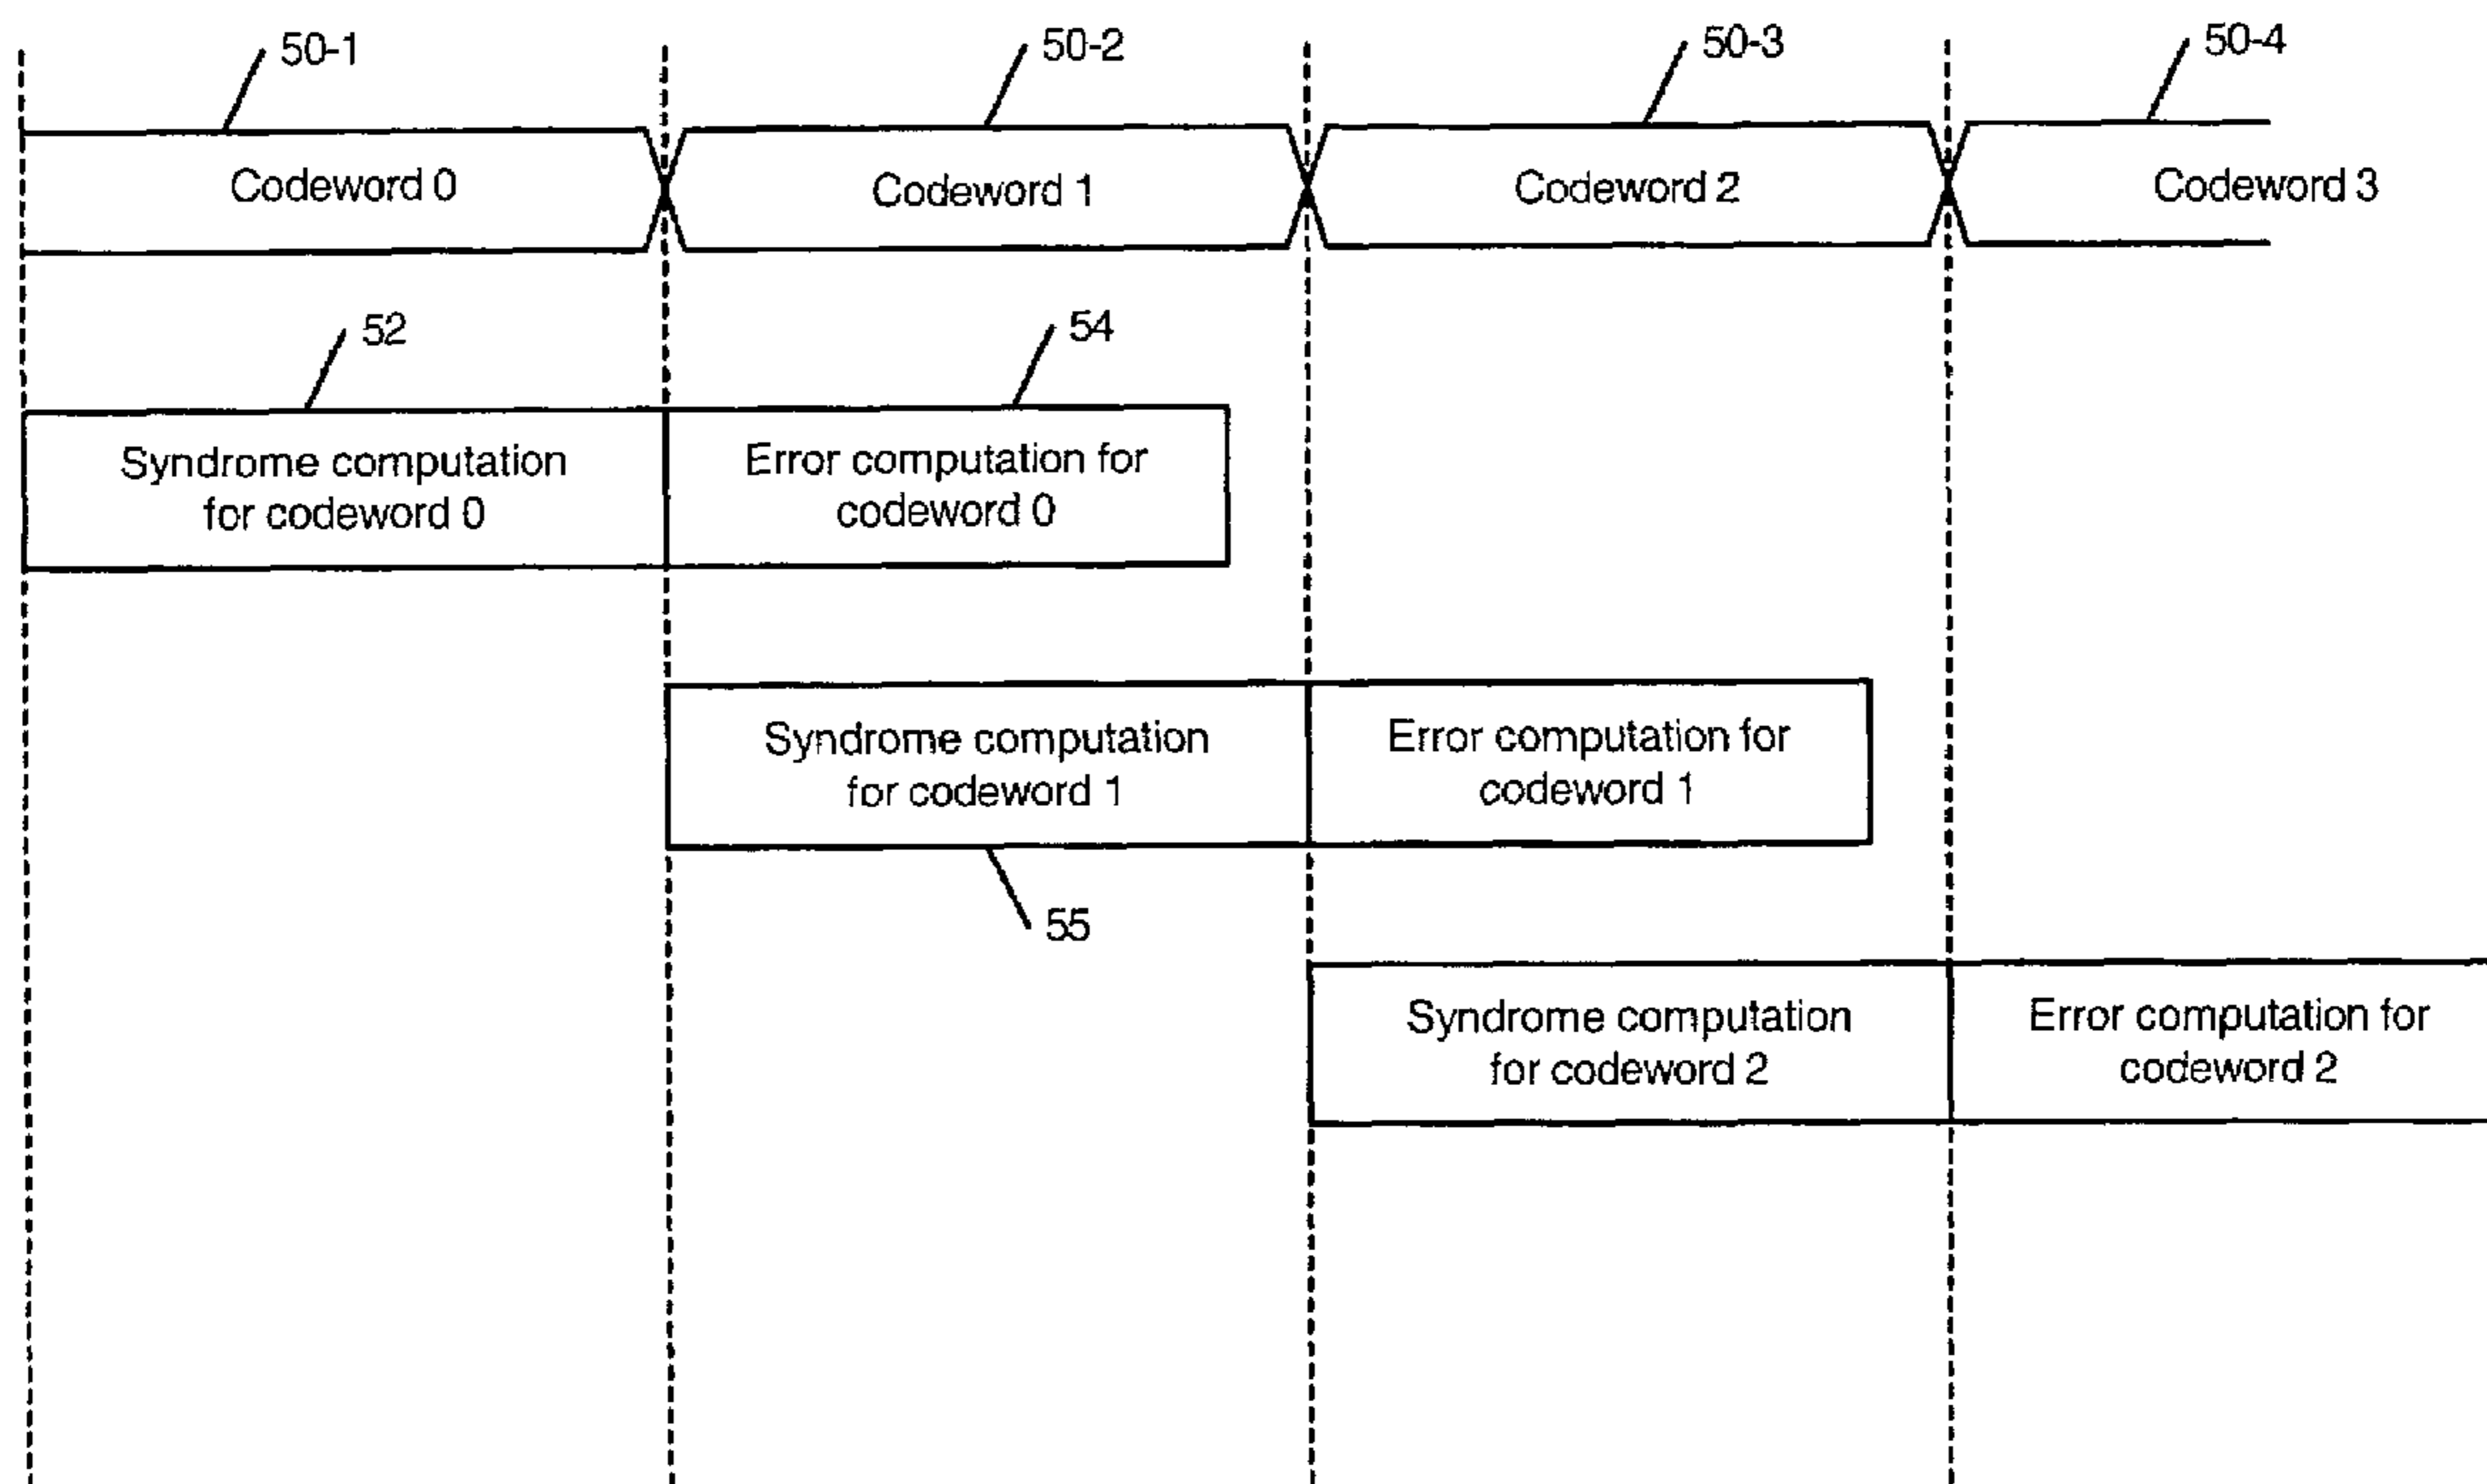 50-1
50-2
50-3
50-4
Codeword 0
Codeword 1
Codeword 2
Codeword 3
52
54
Syndrome computation
for codeword 0
Error computation for
codeword 0
Syndrome computation
for codeword 1
Error computation for
codeword 1
55
Syndrome computation
for codeword 2
Error computation for
codeword 2